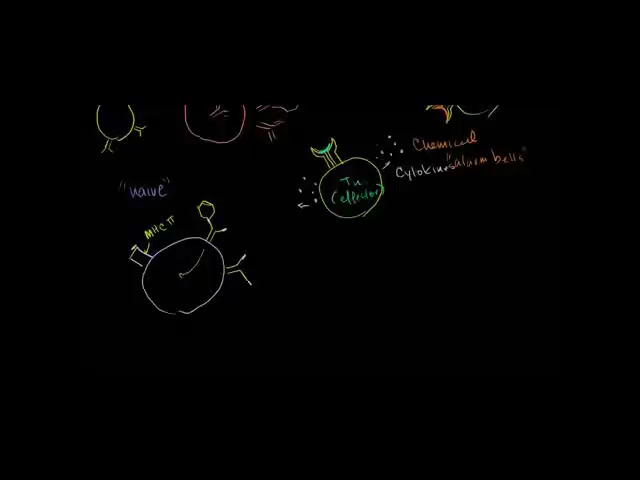 Chemical
Cytokines "alarm bells"
"naive"
TH
(effector)
MHC II